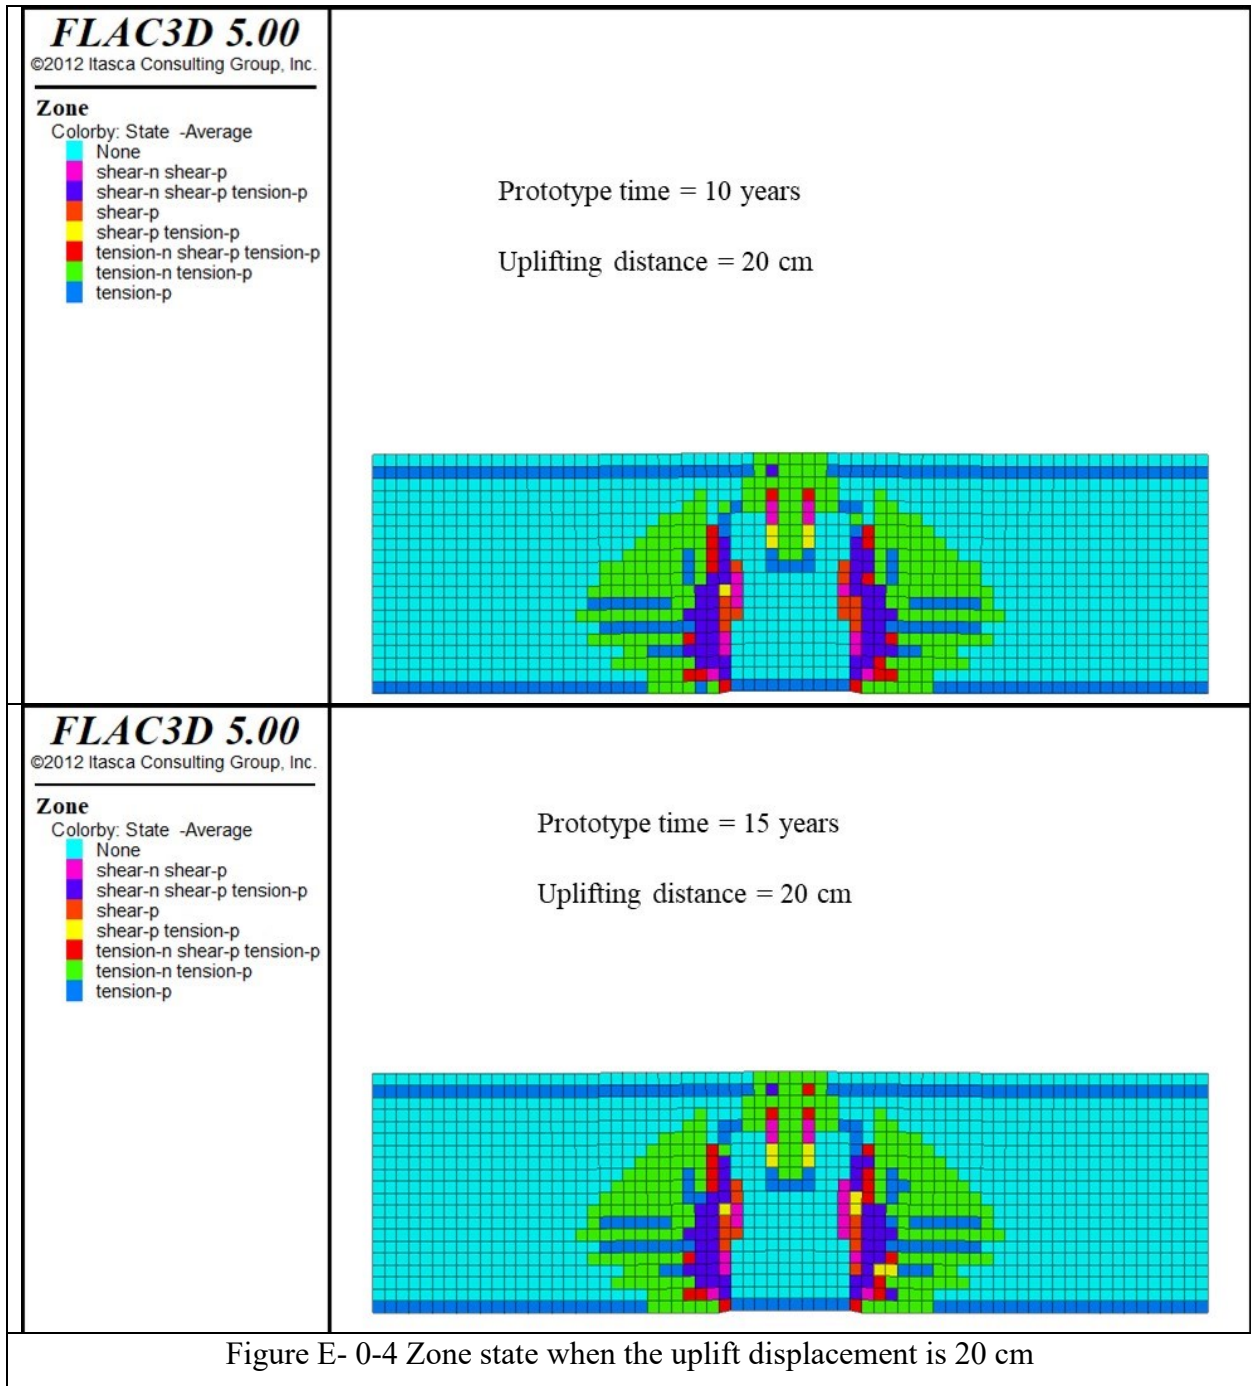 FLAC3D 5.00
©2012 Itasca Consulting Group, Inc.
Zone
Colorby: State -Average
None
shear-n shear-p
shear-n shear-p tension-p
shear-p
shear-p tension-p
tension-n shear-p tension-p
tension-n tension-p
tension-p
Prototype time = 10 years
Uplifting distance = 20 cm
FLAC3D 5.00
©2012 Itasca Consulting Group, Inc.
Zone
Colorby: State -Average
None
shear-n shear-p
shear-n shear-p tension-p
shear-p
shear-p tension-p
tension-n shear-p tension-p
tension-n tension-p
tension-p
Prototype time = 15 years
Uplifting distance = 20 cm
Figure E- 0-4 Zone state when the uplift displacement is 20 cm